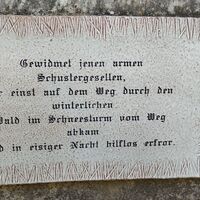 Gewidmet jenen armen
Schustergesellen,
r einst auf dem Weg durch den
winterlichen
Wald im Schneesturm vom Weg
abkam
d in eisiger Nacht hilflos erfror.